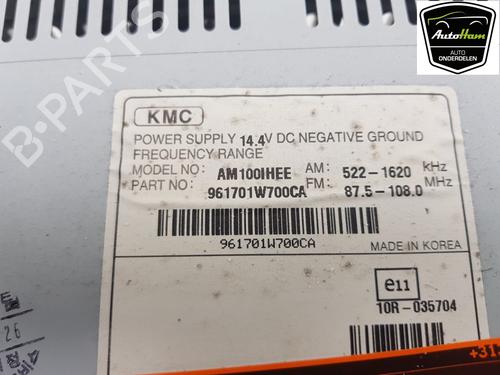 AutoHam
AUTO
ONDERDELEN
B-PARTS
KMC
POWER SUPPLY 14.4V DC NEGATIVE GROUND
FREQUENCY RANGE
MODEL NO: AM100IHEE AM: 522-1620 kHz
PART NO: 961701W700CA FM: 87.5-108.0 MHz
961701W700CA
MADE IN KOREA
e11
10R-035704
26